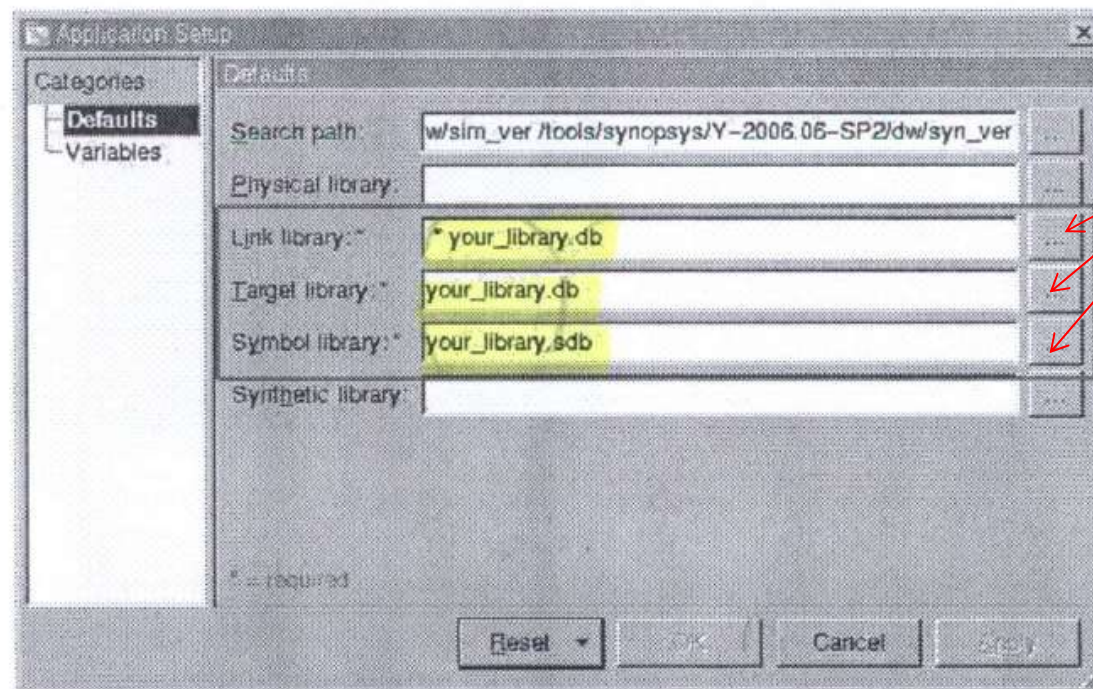 Application Setup
Categories
Defaults
Variables
Defaults
Search path: w/sim_ver /tools/synopsys/Y-2006.06-SP2/dw/syn_ver ...
Physical library: ...
Link library:* * your_library.db ...
Target library:* your_library.db ...
Symbol library:* your_library.sdb ...
Synthetic library: ...
* = required
Reset OK Cancel Apply